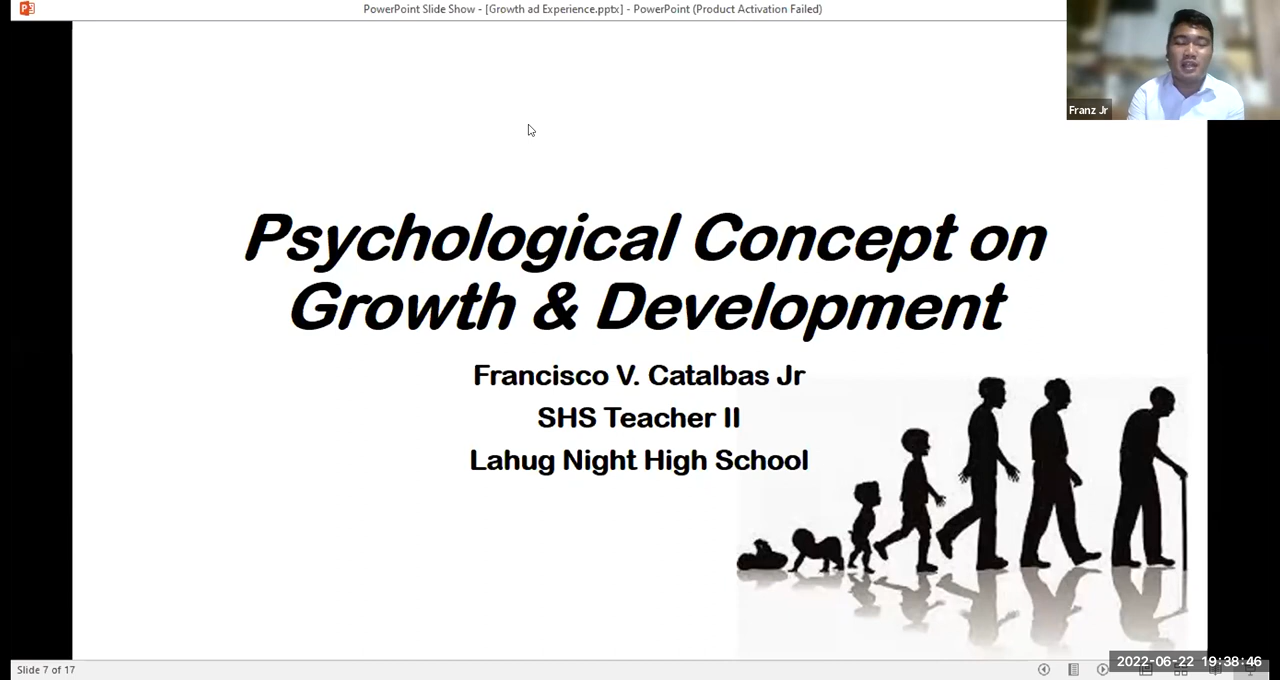 PowerPoint Slide Show - [Growth ad Experience.pptx] - PowerPoint (Product Activation Failed)
Franz Jr
Psychological Concept on
Growth & Development
Francisco V. Catalbas Jr
SHS Teacher II
Lahug Night High School
Slide 7 of 17
2022-06-22 19:38:46